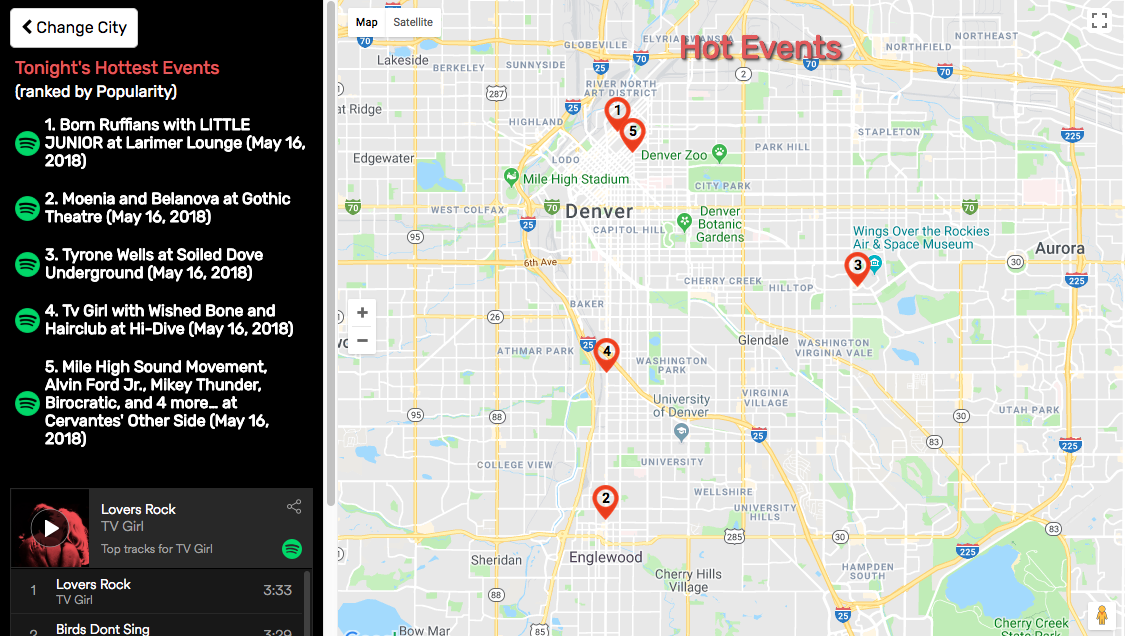 Change City
Tonight's Hottest Events
(ranked by Popularity)
1. Born Ruffians with LITTLE
JUNIOR at Larimer Lounge (May 16,
2018)
2. Moenia and Belanova at Gothic
Theatre (May 16, 2018)
3. Tyrone Wells at Soiled Dove
Underground (May 16, 2018)
4. Tv Girl with Wished Bone and
Hairclub at Hi-Dive (May 16, 2018)
5. Mile High Sound Movement,
Alvin Ford Jr., Mikey Thunder,
Birocratic, and 4 more… at
Cervantes' Other Side (May 16,
2018)
Lovers Rock
TV Girl
Top tracks for TV Girl
1 Lovers Rock 3:33
TV Girl
2 Birds Dont Sing 3:29
Map Satellite
Hot Events
NORTHEAST
GLOBEVILLE
NORTHFIELD
70
70
70
70
Lakeside
BERKELEY
SUNNYSIDE
25
2
287
RIVER NORTH
ART DISTRICT
25
at Ridge
HIGHLAND
1
5
STAPLETON
225
PARK HILL
Edgewater
LODO
Denver Zoo
Mile High Stadium
CITY PARK
70
WEST COLFAX
70
Denver
70
25
CAPITOL HILL
Denver
Botanic
Gardens
95
Wings Over the Rockies
Air & Space Museum
Aurora
6th Ave
3
30
225
CHERRY CREEK
HILLTOP
BAKER
26
25
4
ATHMAR PARK
Glendale
WASHINGTON
VIRGINIA VALE
WASHINGTON
PARK
VIRGINIA
VILLAGE
University
of Denver
95
88
30
UTAH PARK
25
83
225
COLLEGE VIEW
UNIVERSITY
WELLSHIRE
2
UNIVERSITY
HILLS
285
30
83
Englewood
Sheridan
225
HAMPDEN
SOUTH
Cherry Hills
Village
88
25
Bow Mar
85
Cherry Creek
State Park